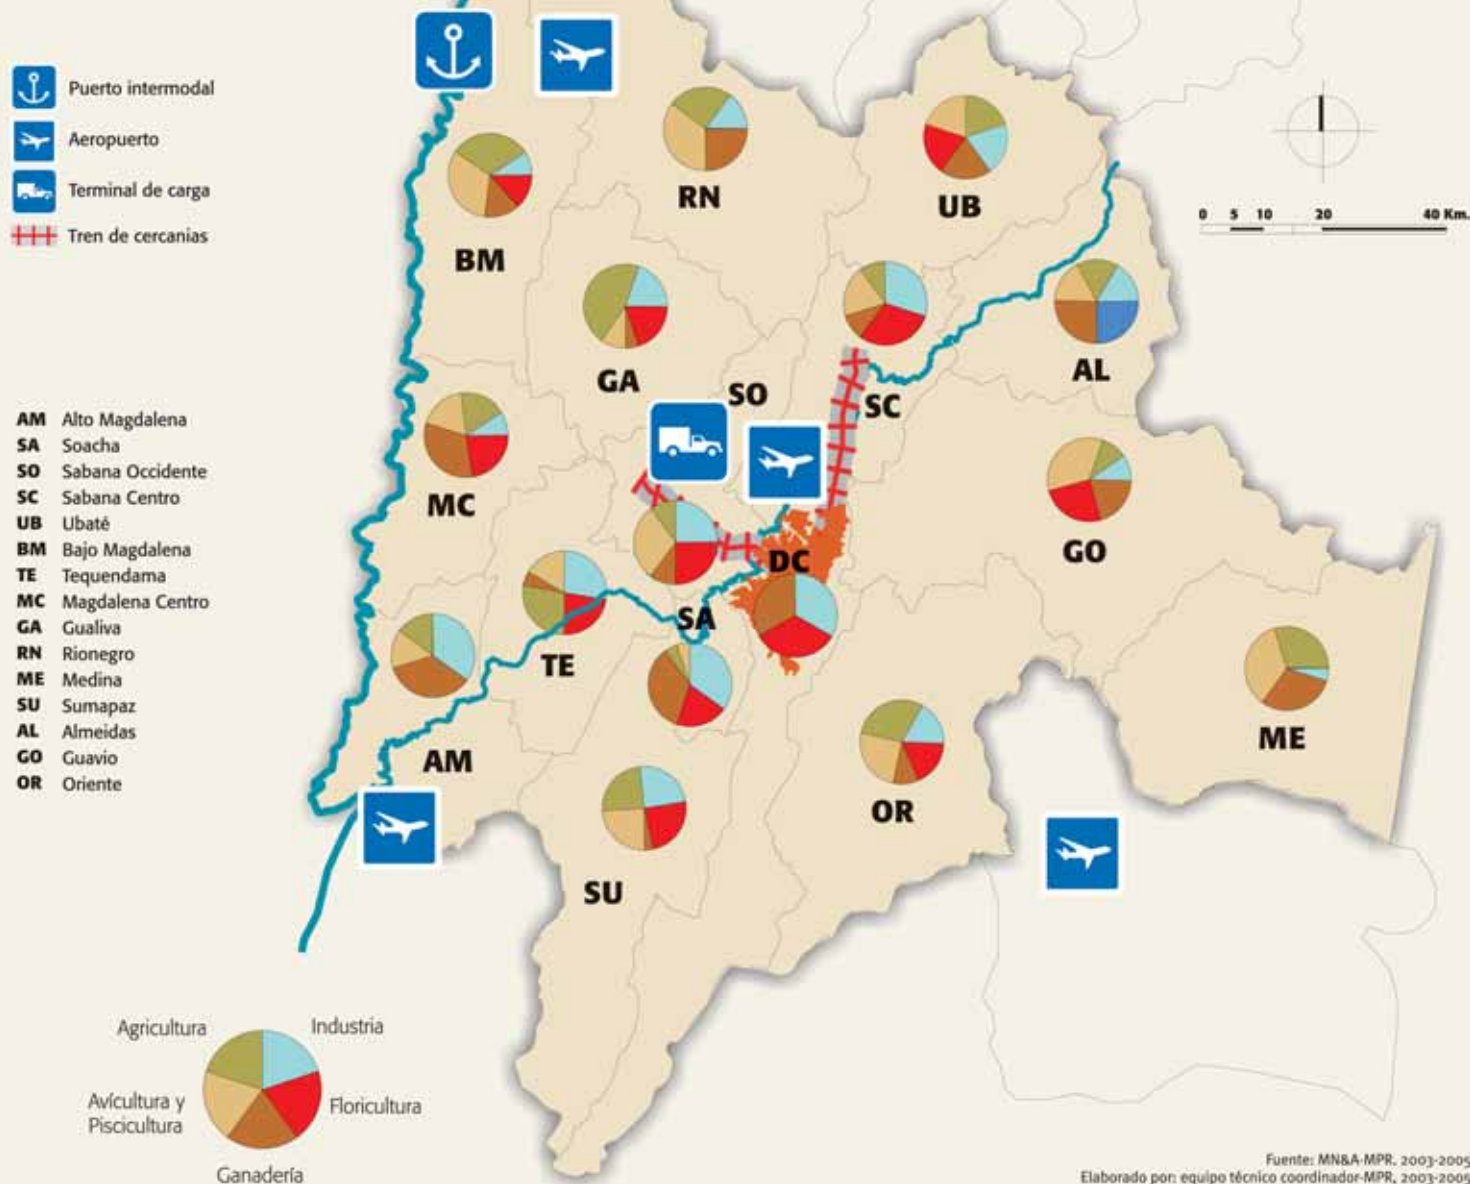 Puerto intermodal
Aeropuerto
Terminal de carga
Tren de cercanias
AM Alto Magdalena
SA Soacha
SO Sabana Occidente
SC Sabana Centro
UB Ubaté
BM Bajo Magdalena
TE Tequendama
MC Magdalena Centro
GA Gualiva
RN Rionegro
ME Medina
SU Sumapaz
AL Almeidas
GO Guavio
OR Oriente
0 5 10 20 40 Km.
RN
UB
BM
GA
SO
SC
AL
MC
GO
DC
SA
TE
ME
AM
OR
SU
Agricultura
Industria
Avícultura y
Piscicultura
Floricultura
Ganadería
Fuente: MN&A-MPR, 2003-2005
Elaborado por: equipo técnico coordinador-MPR, 2003-2005